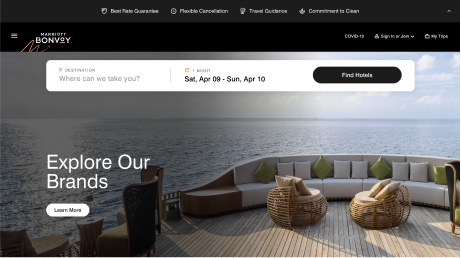 Best Rate Guarantee
Flexible Cancellation
Travel Guidance
Commitment to Clean
MARRIOTT
BONVOY
COVID-19
Sign In or Join
My Trips
DESTINATION
Where can we take you?
1 NIGHT
Sat, Apr 09 - Sun, Apr 10
Find Hotels
Explore Our
Brands
Learn More